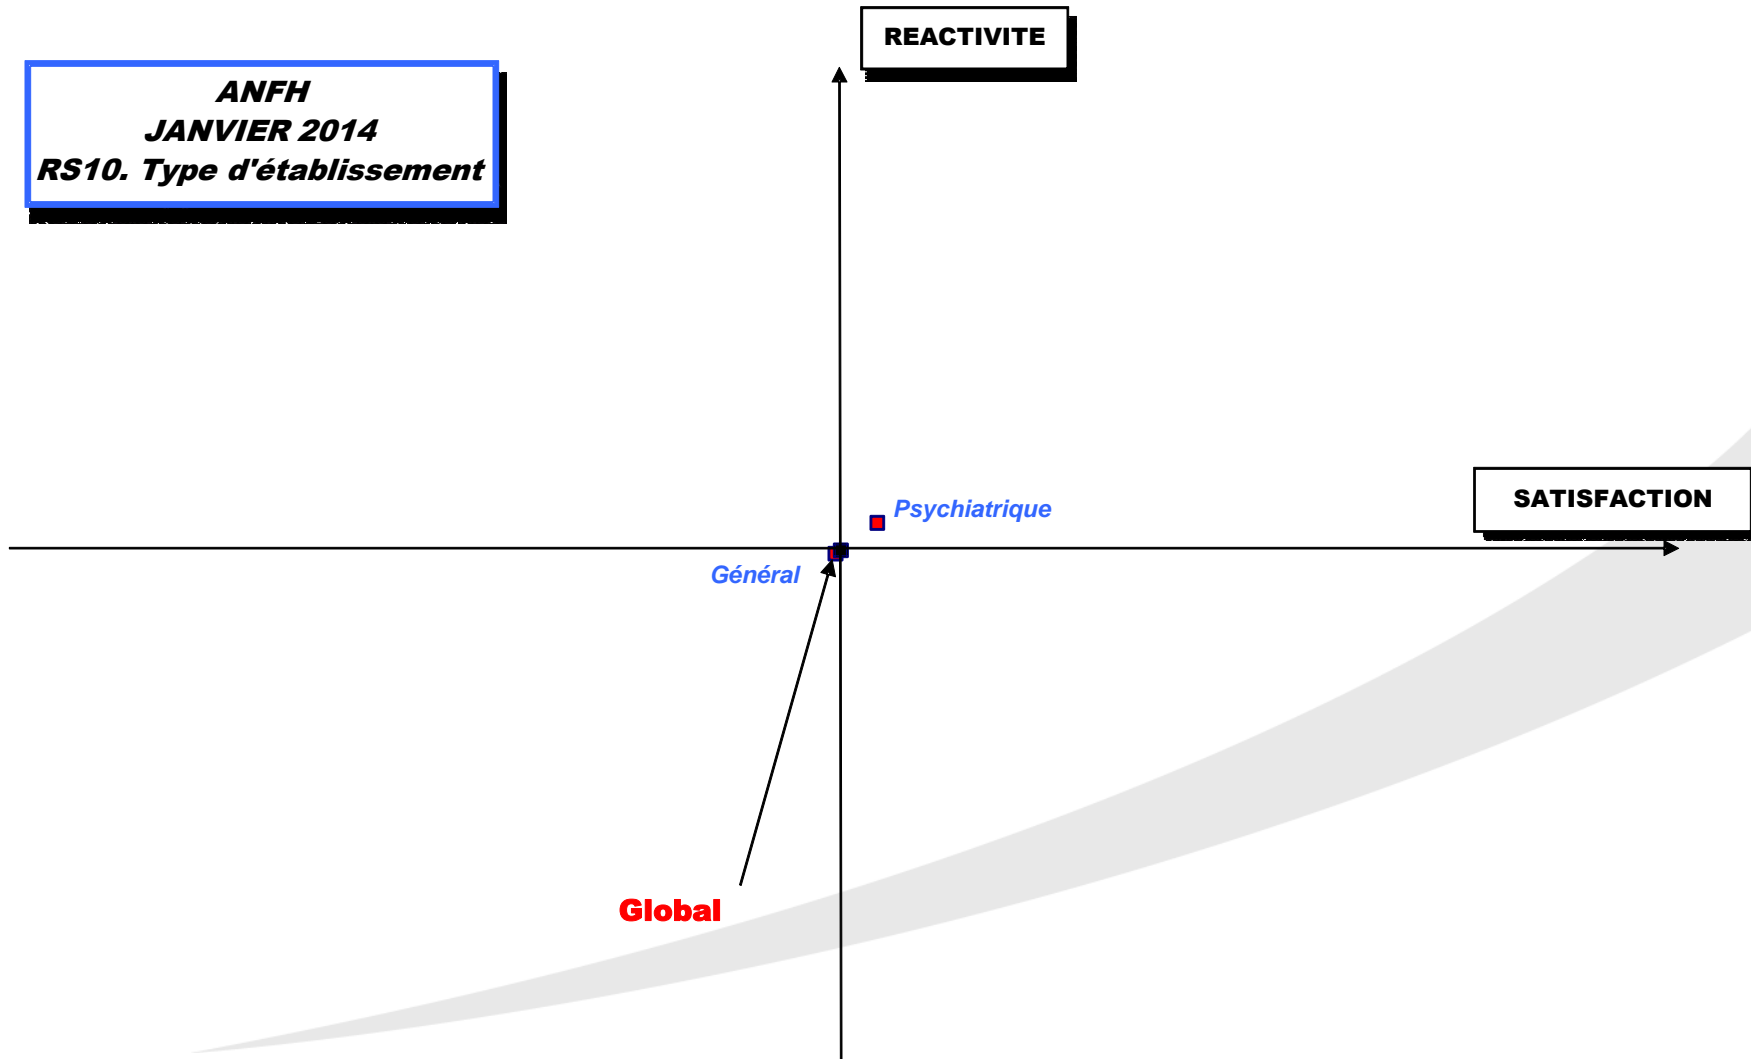 REACTIVITE
ANFH
JANVIER 2014
RS10. Type d'établissement
SATISFACTION
Psychiatrique
Général
Global